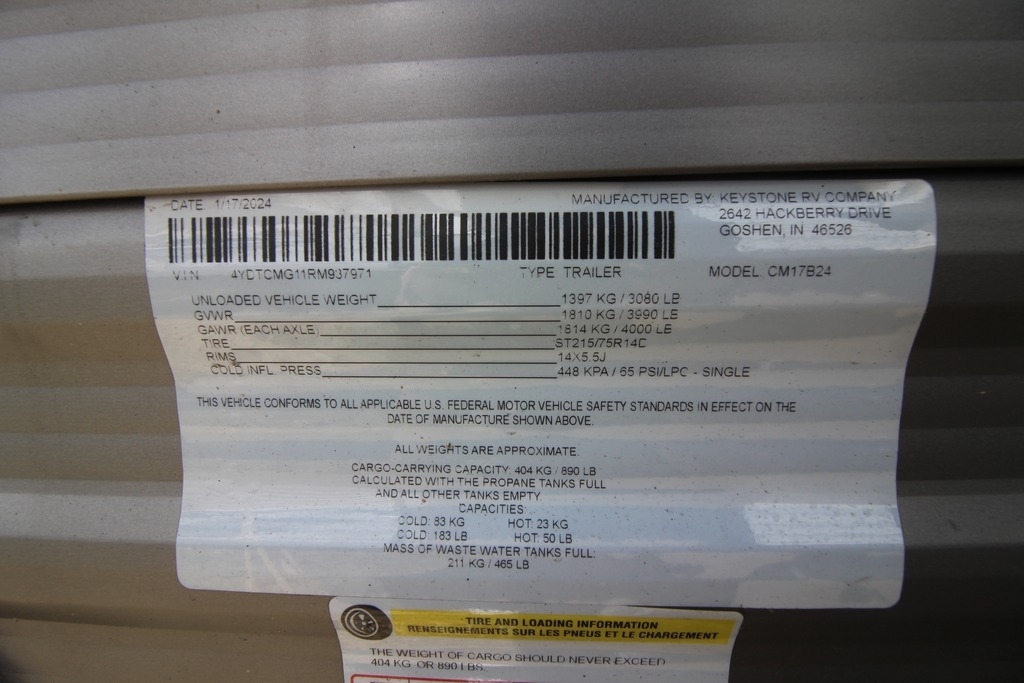 DATE: 1/17/2024
MANUFACTURED BY: KEYSTONE RV COMPANY
2642 HACKBERRY DRIVE
GOSHEN, IN 46526
V.I.N. 4YDTCMG11RM937971 TYPE: TRAILER MODEL: CM17B24
UNLOADED VEHICLE WEIGHT 1397 KG / 3080 LB
GVWR 1810 KG / 3990 LB
GAWR (EACH AXLE) 1814 KG / 4000 LB
TIRE ST215/75R14C
RIMS 14X5.5J
COLD INFL. PRESS. 448 KPA / 65 PSI/LPC - SINGLE
THIS VEHICLE CONFORMS TO ALL APPLICABLE U.S. FEDERAL MOTOR VEHICLE SAFETY STANDARDS IN EFFECT ON THE
DATE OF MANUFACTURE SHOWN ABOVE.
ALL WEIGHTS ARE APPROXIMATE.
CARGO-CARRYING CAPACITY: 404 KG / 890 LB
CALCULATED WITH THE PROPANE TANKS FULL
AND ALL OTHER TANKS EMPTY.
CAPACITIES:
COLD: 83 KG HOT: 23 KG
COLD: 183 LB HOT: 50 LB
MASS OF WASTE WATER TANKS FULL:
211 KG / 465 LB
TIRE AND LOADING INFORMATION
RENSEIGNEMENTS SUR LES PNEUS ET LE CHARGEMENT
THE WEIGHT OF CARGO SHOULD NEVER EXCEED
404 KG OR 890 LBS.